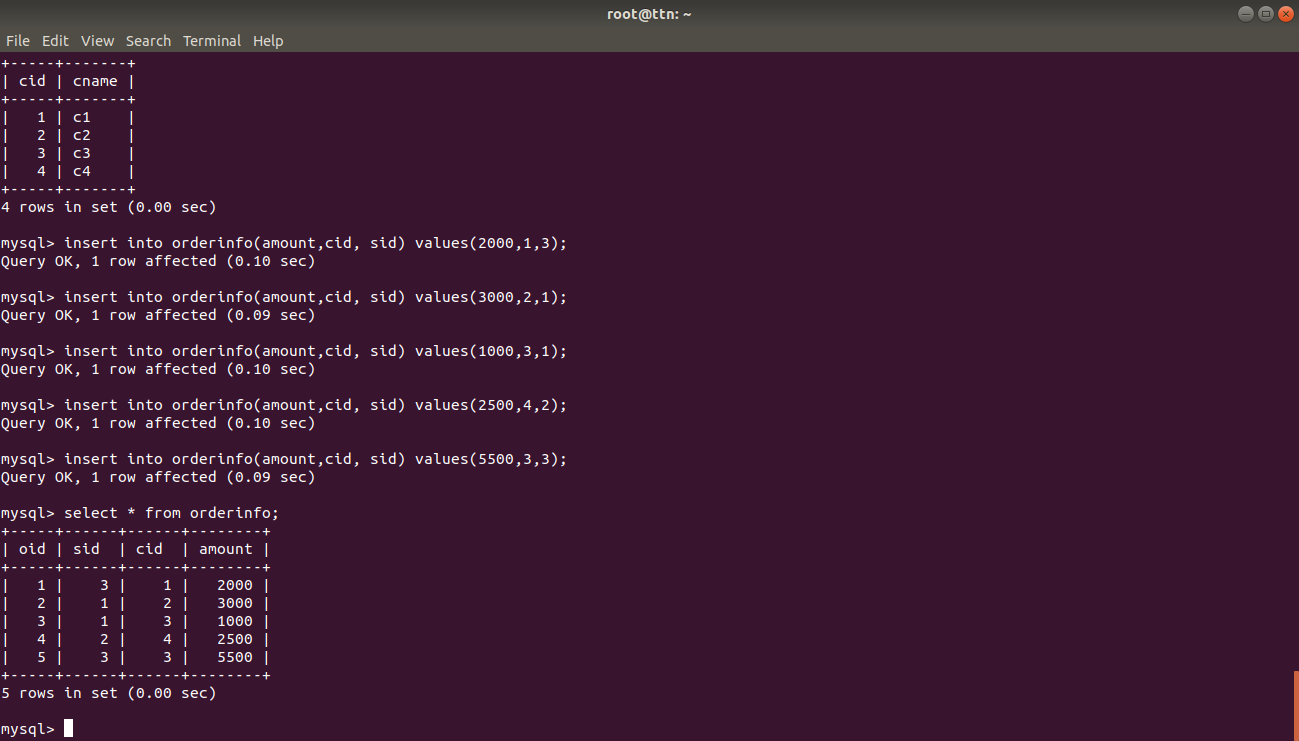 root@ttn: ~
File Edit View Search Terminal Help
+-----+-------+
| cid | cname |
+-----+-------+
|   1 | c1    |
|   2 | c2    |
|   3 | c3    |
|   4 | c4    |
+-----+-------+
4 rows in set (0.00 sec)

mysql> insert into orderinfo(amount,cid, sid) values(2000,1,3);
Query OK, 1 row affected (0.10 sec)

mysql> insert into orderinfo(amount,cid, sid) values(3000,2,1);
Query OK, 1 row affected (0.09 sec)

mysql> insert into orderinfo(amount,cid, sid) values(1000,3,1);
Query OK, 1 row affected (0.10 sec)

mysql> insert into orderinfo(amount,cid, sid) values(2500,4,2);
Query OK, 1 row affected (0.10 sec)

mysql> insert into orderinfo(amount,cid, sid) values(5500,3,3);
Query OK, 1 row affected (0.09 sec)

mysql> select * from orderinfo;
+-----+------+------+--------+
| oid | sid  | cid  | amount |
+-----+------+------+--------+
|   1 |    3 |    1 |   2000 |
|   2 |    1 |    2 |   3000 |
|   3 |    1 |    3 |   1000 |
|   4 |    2 |    4 |   2500 |
|   5 |    3 |    3 |   5500 |
+-----+------+------+--------+
5 rows in set (0.00 sec)

mysql>